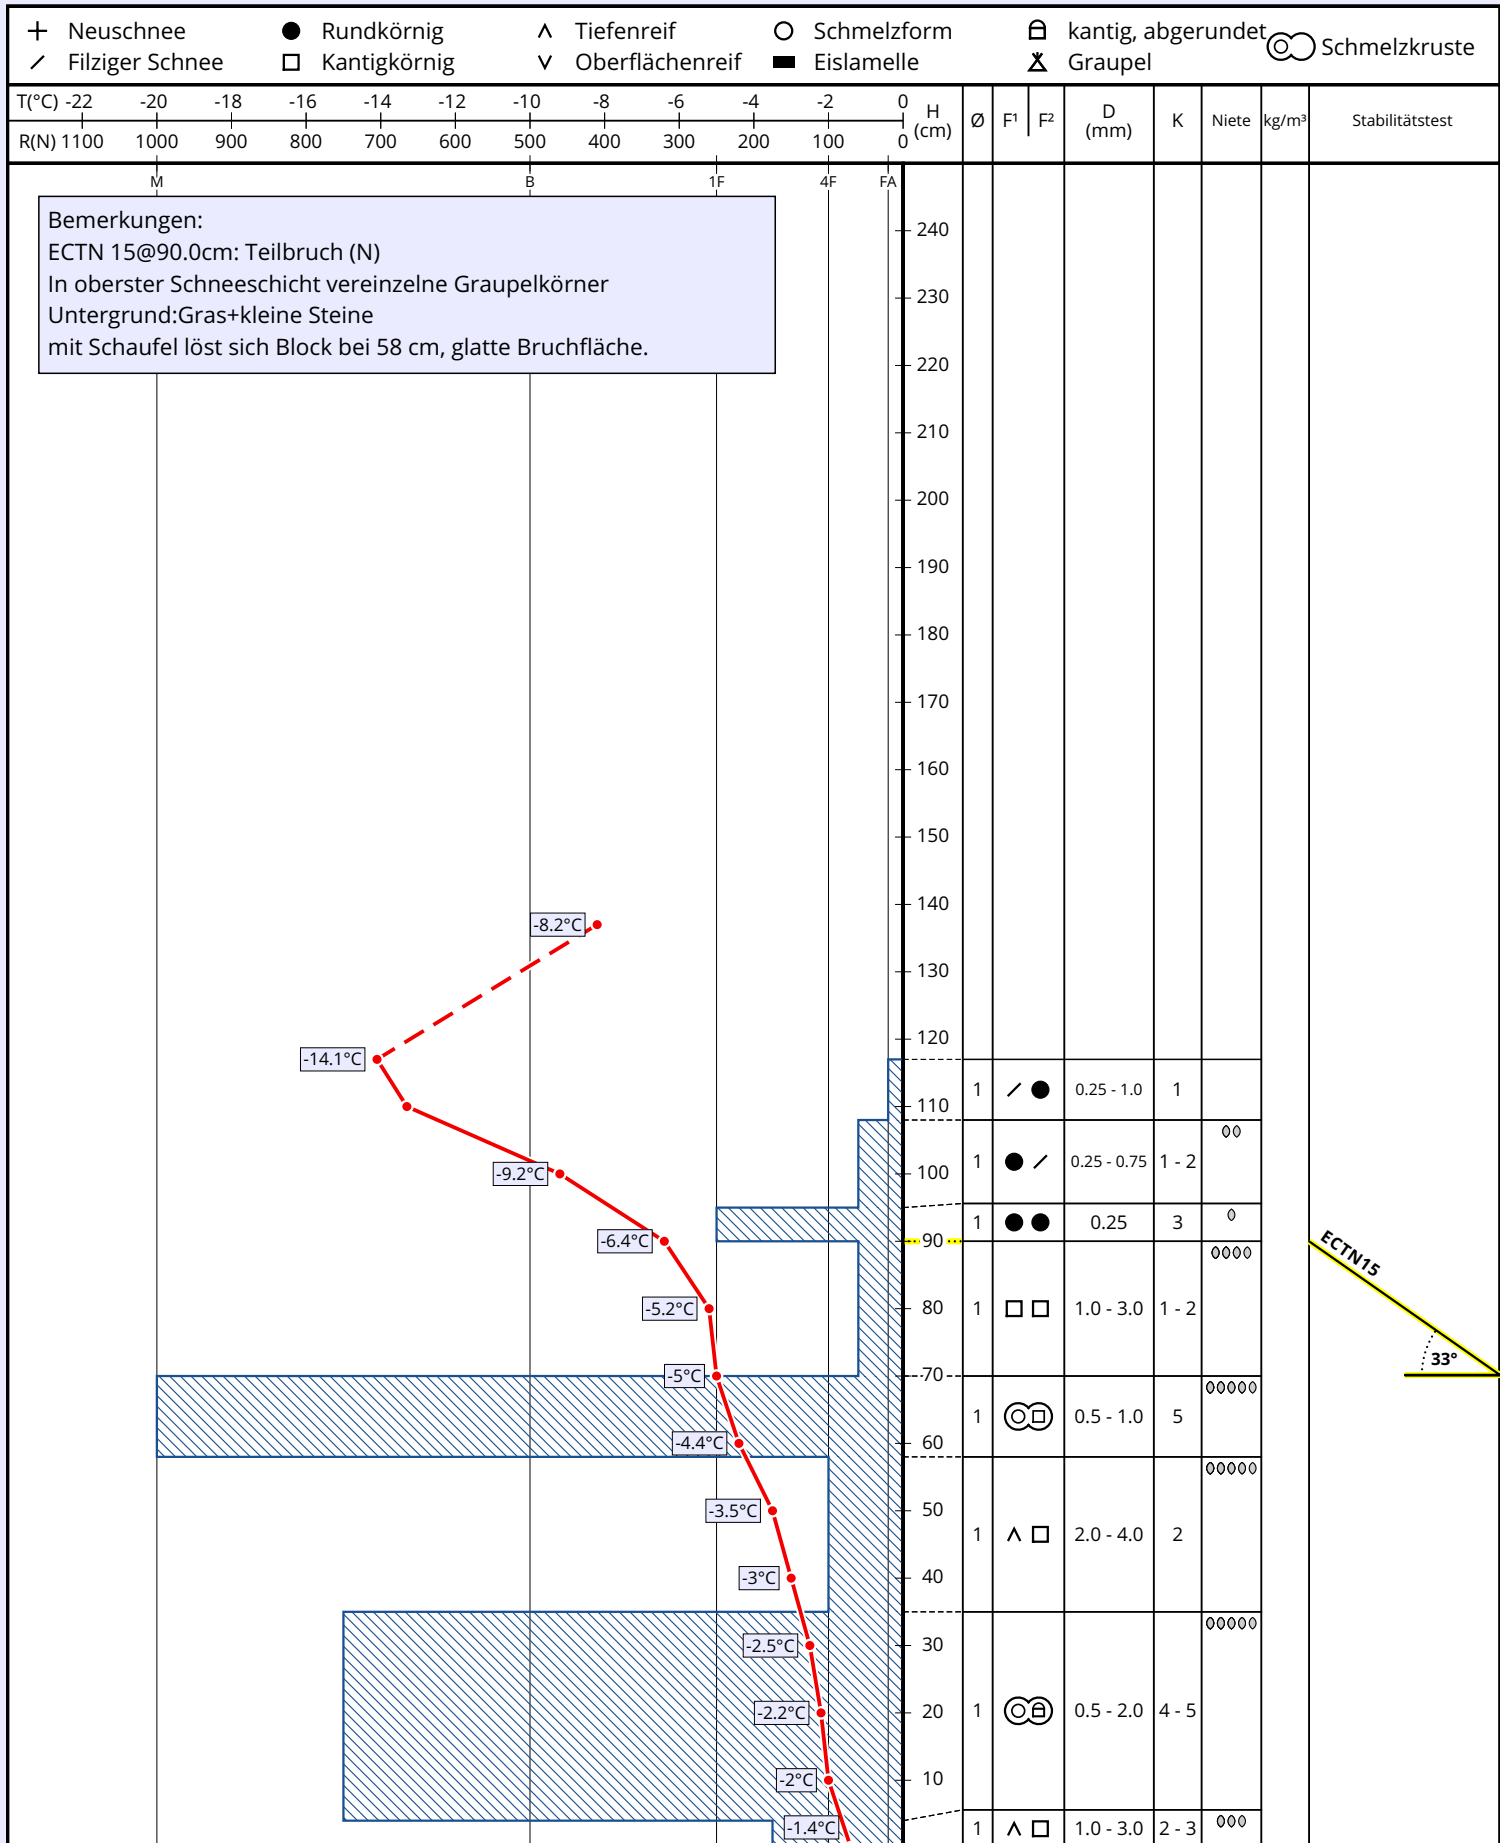 Neuschnee Rundkörnig Tiefenreif Schmelzform kantig, abgerundet Schmelzkruste
Filziger Schnee Kantigkörnig Oberflächenreif Eislamelle Graupel
T(°C) -22 -20 -18 -16 -14 -12 -10 -8 -6 -4 -2 0
R(N) 1100 1000 900 800 700 600 500 400 300 200 100 0
H (cm) Ø F¹ F² D (mm) K Niete kg/m³ Stabilitätstest
M B 1F 4F FA
Bemerkungen:
ECTN 15@90.0cm: Teilbruch (N)
In oberster Schneeschicht vereinzelne Graupelkörner
Untergrund:Gras+kleine Steine
mit Schaufel löst sich Block bei 58 cm, glatte Bruchfläche.
240
230
220
210
200
190
180
170
160
150
140
-8.2°C
130
120
-14.1°C
1 0.25 - 1.0 1
110
1 0.25 - 0.75 1 - 2
-9.2°C 100
1 0.25 3
-6.4°C 90
ECTN15
-5.2°C 80 1 1.0 - 3.0 1 - 2
33°
-5°C 70
1 0.5 - 1.0 5
-4.4°C 60
-3.5°C 50
1 2.0 - 4.0 2
-3°C 40
-2.5°C 30
-2.2°C 20 1 0.5 - 2.0 4 - 5
-2°C 10
-1.4°C 1 1.0 - 3.0 2 - 3